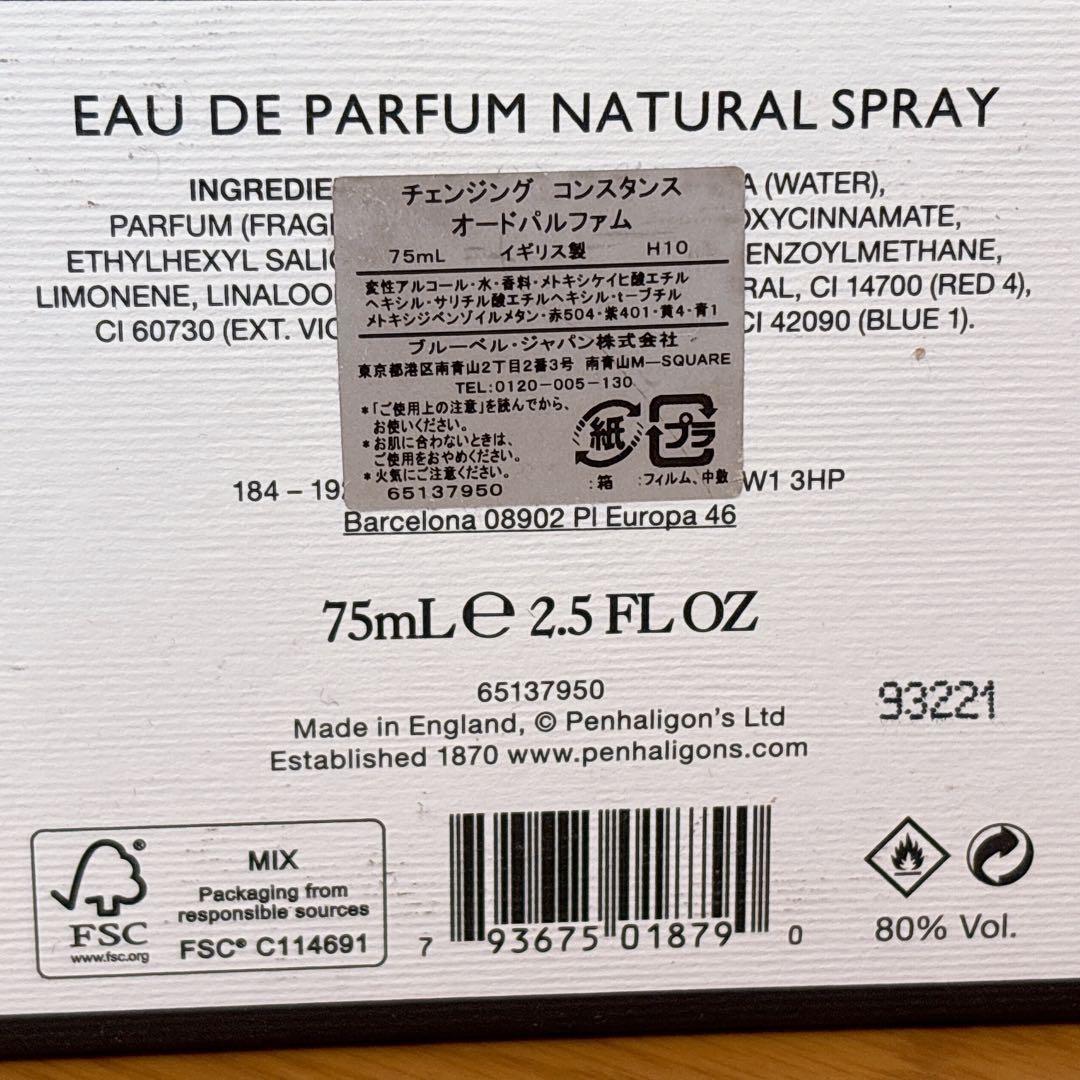 EAU DE PARFUM NATURAL SPRAY
INGREDIE
A (WATER),
PARFUM (FRAG
OXYCINNAMATE,
ETHYLHEXYL SALIC
ENZOYLMETHANE,
LIMONENE, LINALOO
RAL, CI 14700 (RED 4),
CI 60730 (EXT. VIO
CI 42090 (BLUE 1).
チェンジング コンスタンス
オードパルファム
75mL イギリス製 H10
変性アルコール・水・香料・メトキシケイヒ酸エチル
ヘキシル・サリチル酸エチルヘキシル・t-ブチル
メトキシジベンゾイルメタン・赤504・紫401・黄4・青1
ブルーベル・ジャパン株式会社
東京都港区南青山2丁目2番3号 南青山M—SQUARE
TEL:0120-005-130
*「ご使用上の注意」を読んでから、
お使いください。
*お肌に合わないときは、
ご使用をおやめください。
*火気にご注意ください。
65137950
紙
プラ
:箱 :フィルム、中敷
184 – 19
W1 3HP
Barcelona 08902 Pl Europa 46
75mL℮ 2.5 FL OZ
65137950
93221
Made in England, © Penhaligon's Ltd
Established 1870 www.penhaligons.com
FSC
www.fsc.org
MIX
Packaging from
responsible sources
FSC® C114691
7 93675 01879 0
80% Vol.